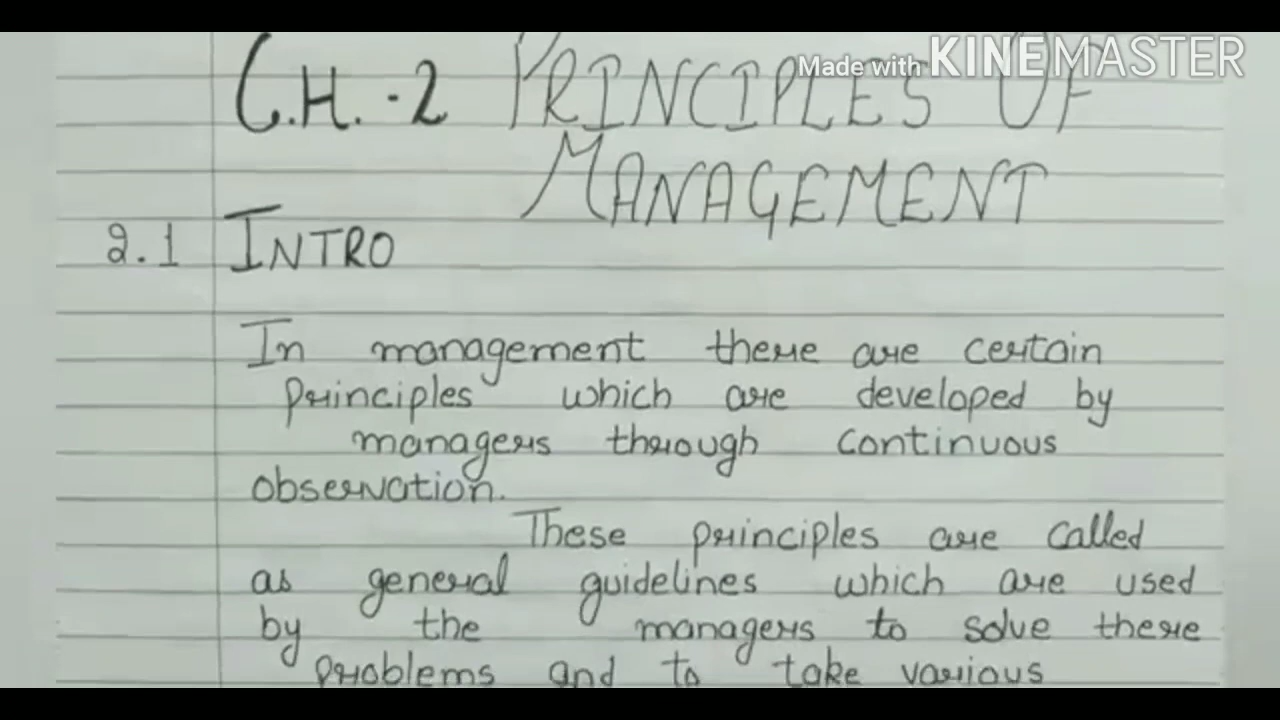 Made with KINEMASTER
C.H.-2 PRINCIPLES OF
MANAGEMENT
2.1 INTRO
In management there are certain
principles which are developed by
managers through continuous
observation.
These principles are called
as general guidelines which are used
by the managers to solve there
problems and to take various